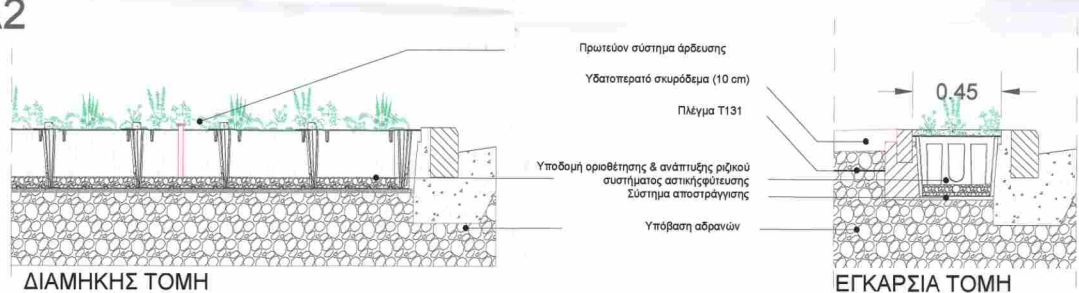 Α2
Πρωτεύον σύστημα άρδευσης
Υδατοπερατό σκυρόδεμα (10 cm)
Πλέγμα Τ131
0.45
Υποδομή οριοθέτησης & ανάπτυξης ριζικού
συστήματος αστικήςφύτευσης
Σύστημα αποστράγγισης
Υπόβαση αδρανών
ΔΙΑΜΗΚΗΣ ΤΟΜΗ
ΕΓΚΑΡΣΙΑ ΤΟΜΗ